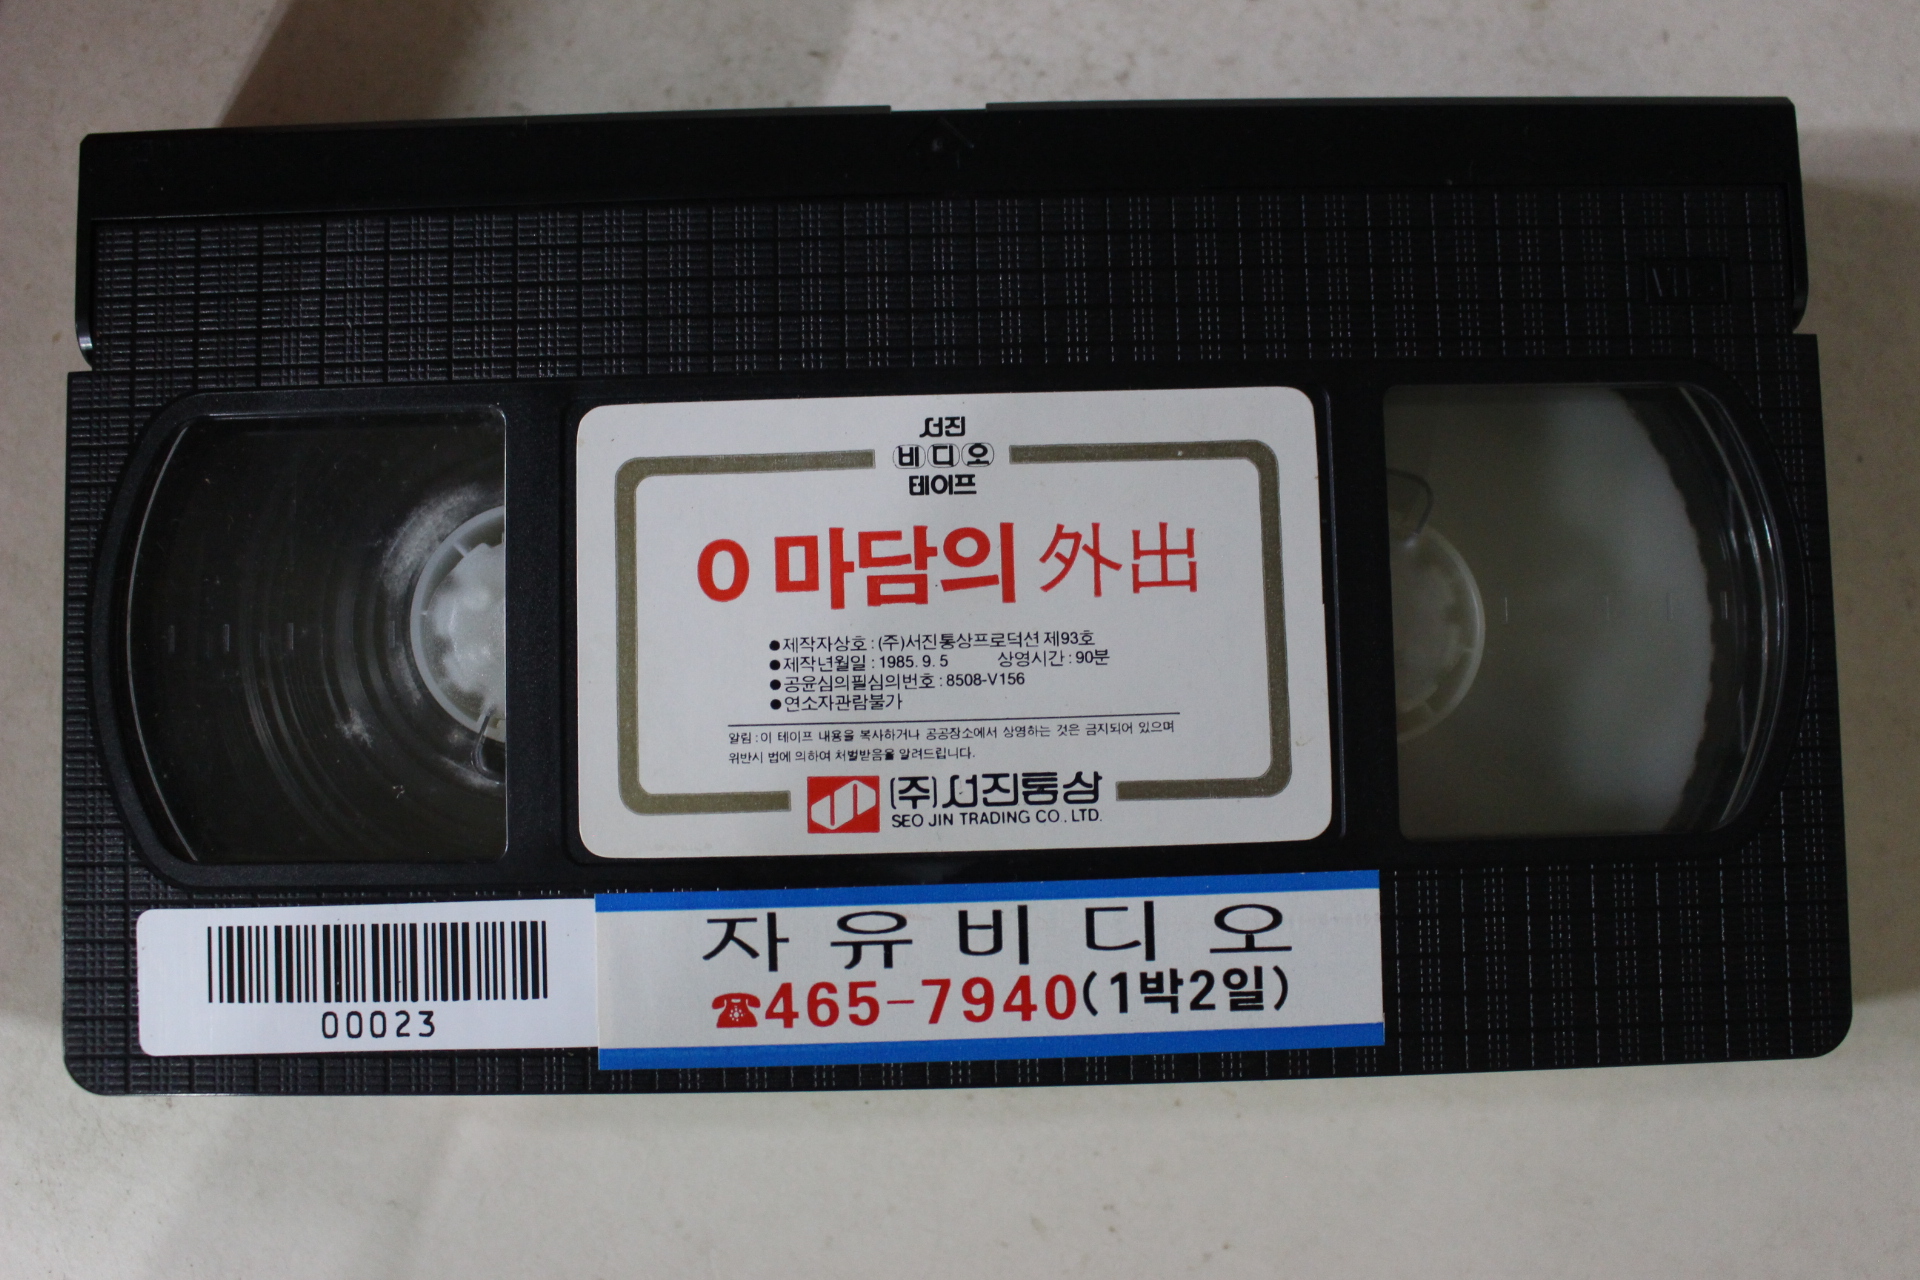 서진
비디오
테이프
O 마담의 外出
●제작자상호 : (주)서진통상프로덕션 제93호
●제작년월일 : 1985. 9. 5 상영시간 : 90분
●공윤심의필심의번호 : 8508-V156
●연소자관람불가
알림 : 이 테이프 내용을 복사하거나 공공장소에서 상영하는 것은 금지되어 있으며
위반시 법에 의하여 처벌받음을 알려드립니다.
(주)서진통상
SEO JIN TRADING CO. LTD.
자유비디오
☎465-7940(1박2일)
00023
VHS